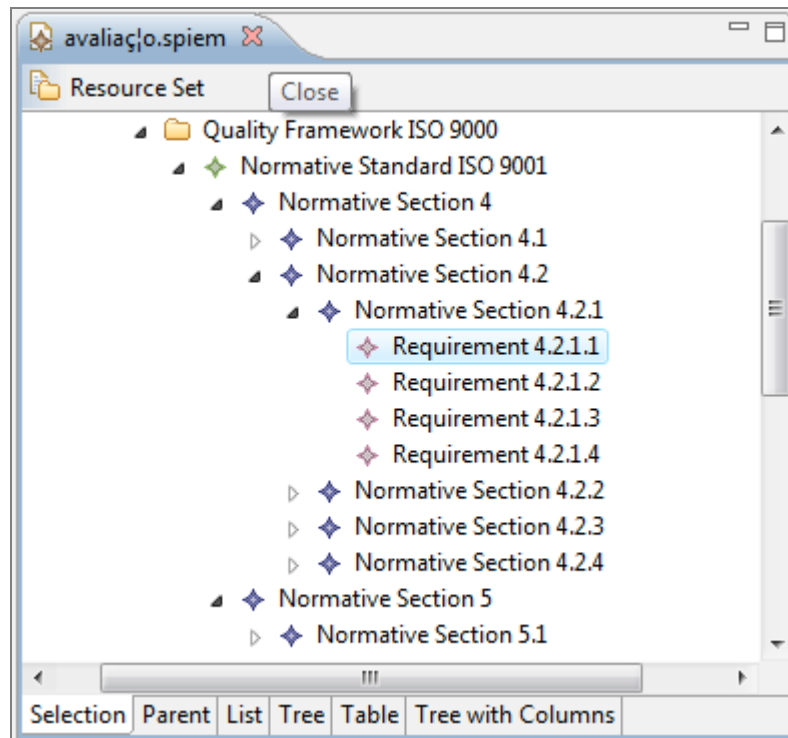 avaliaç¦o.spiem
Resource Set
Close
Quality Framework ISO 9000
Normative Standard ISO 9001
Normative Section 4
Normative Section 4.1
Normative Section 4.2
Normative Section 4.2.1
Requirement 4.2.1.1
Requirement 4.2.1.2
Requirement 4.2.1.3
Requirement 4.2.1.4
Normative Section 4.2.2
Normative Section 4.2.3
Normative Section 4.2.4
Normative Section 5
Normative Section 5.1
Selection Parent List Tree Table Tree with Columns